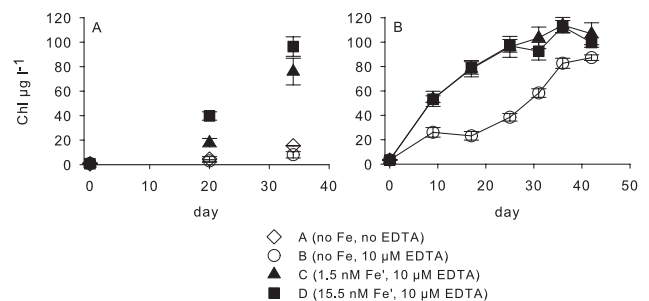 A
B
Chl µg l-¹
120
100
80
60
40
20
0
120
100
80
60
40
20
0
0 10 20 30 40
0 10 20 30 40 50
day
day
A (no Fe, no EDTA)
B (no Fe, 10 µM EDTA)
C (1.5 nM Fe', 10 µM EDTA)
D (15.5 nM Fe', 10 µM EDTA)